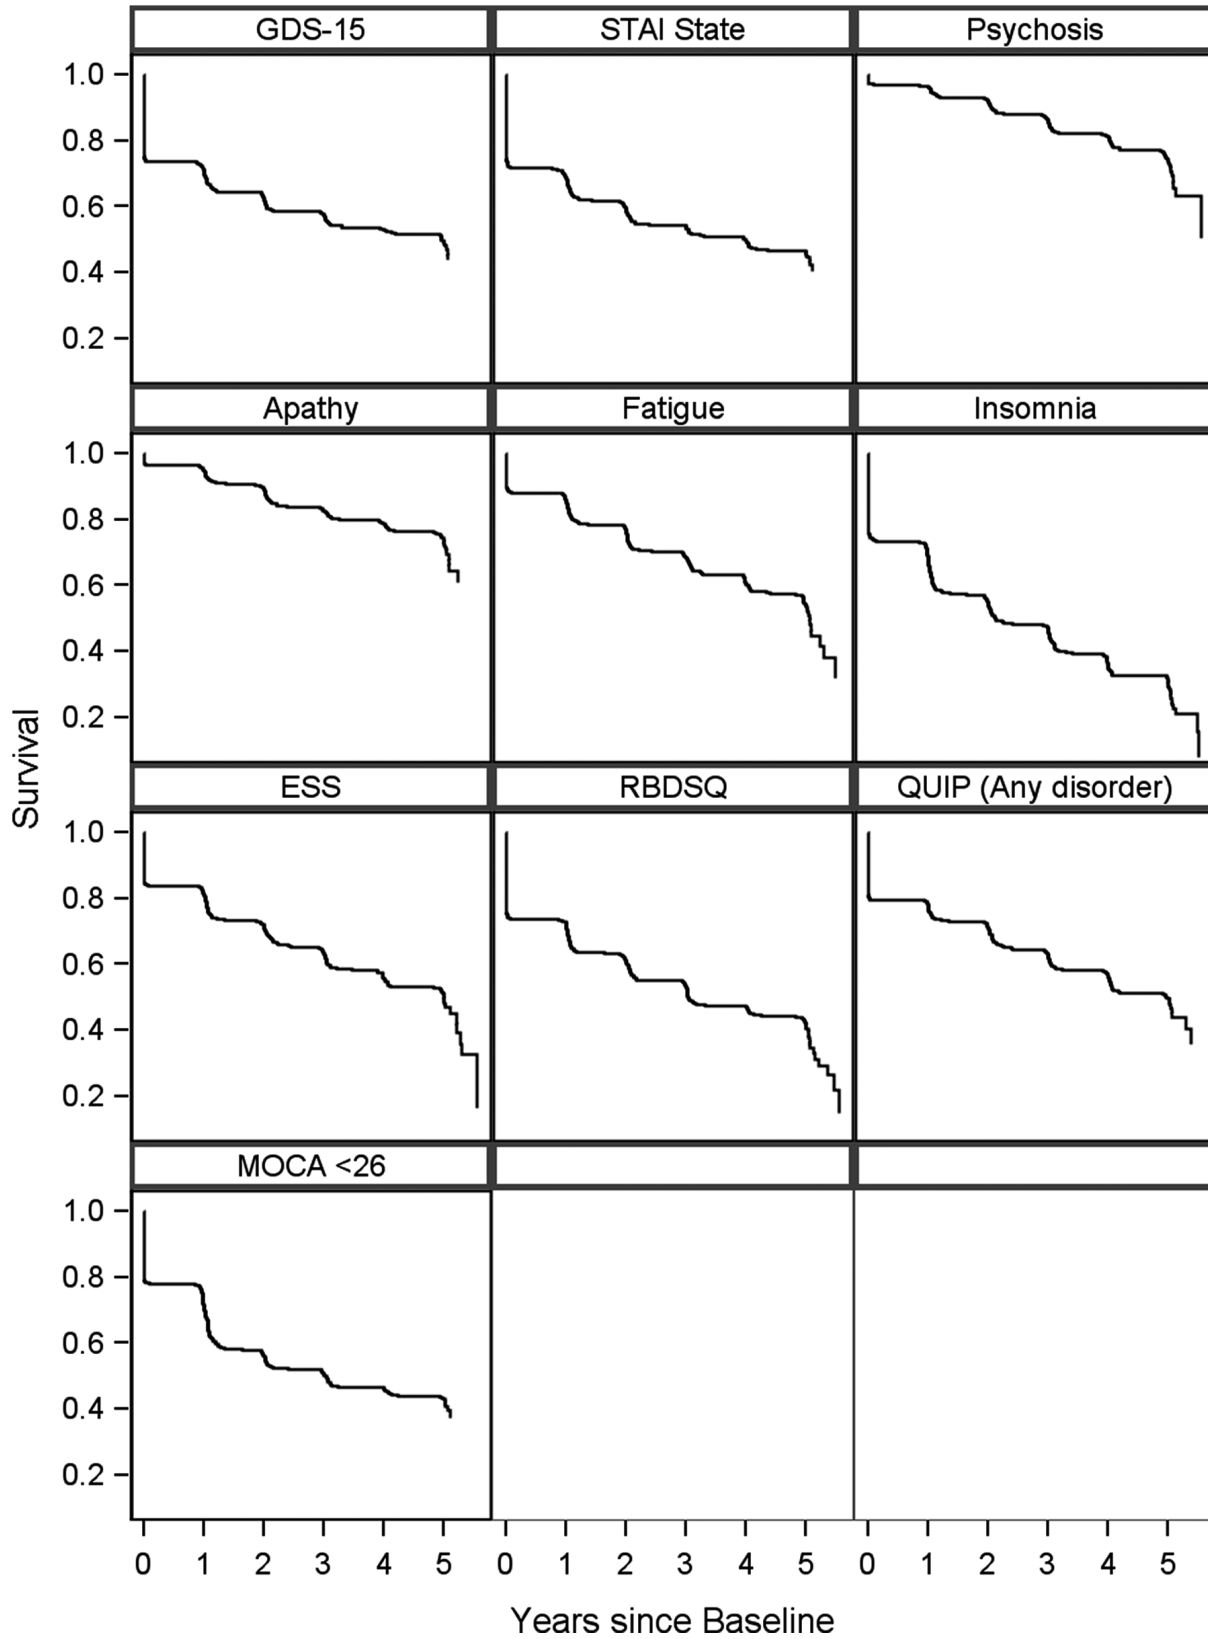 GDS-15 STAI State Psychosis
1.0
0.8
0.6
0.4
0.2
Apathy Fatigue Insomnia
1.0
0.8
0.6
0.4
0.2
Survival
ESS RBDSQ QUIP (Any disorder)
1.0
0.8
0.6
0.4
0.2
MOCA <26
1.0
0.8
0.6
0.4
0.2
0 1 2 3 4 5 0 1 2 3 4 5 0 1 2 3 4 5
Years since Baseline